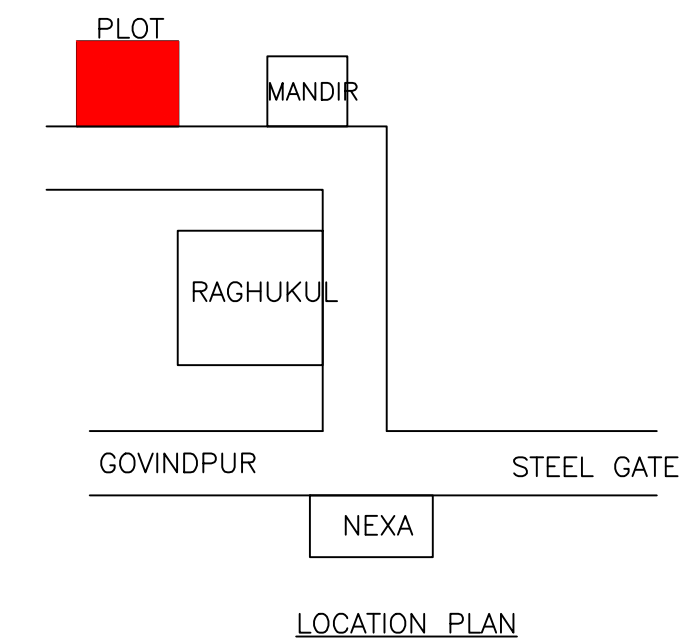 PLOT
MANDIR
RAGHUKUL
GOVINDPUR
STEEL GATE
NEXA
LOCATION PLAN